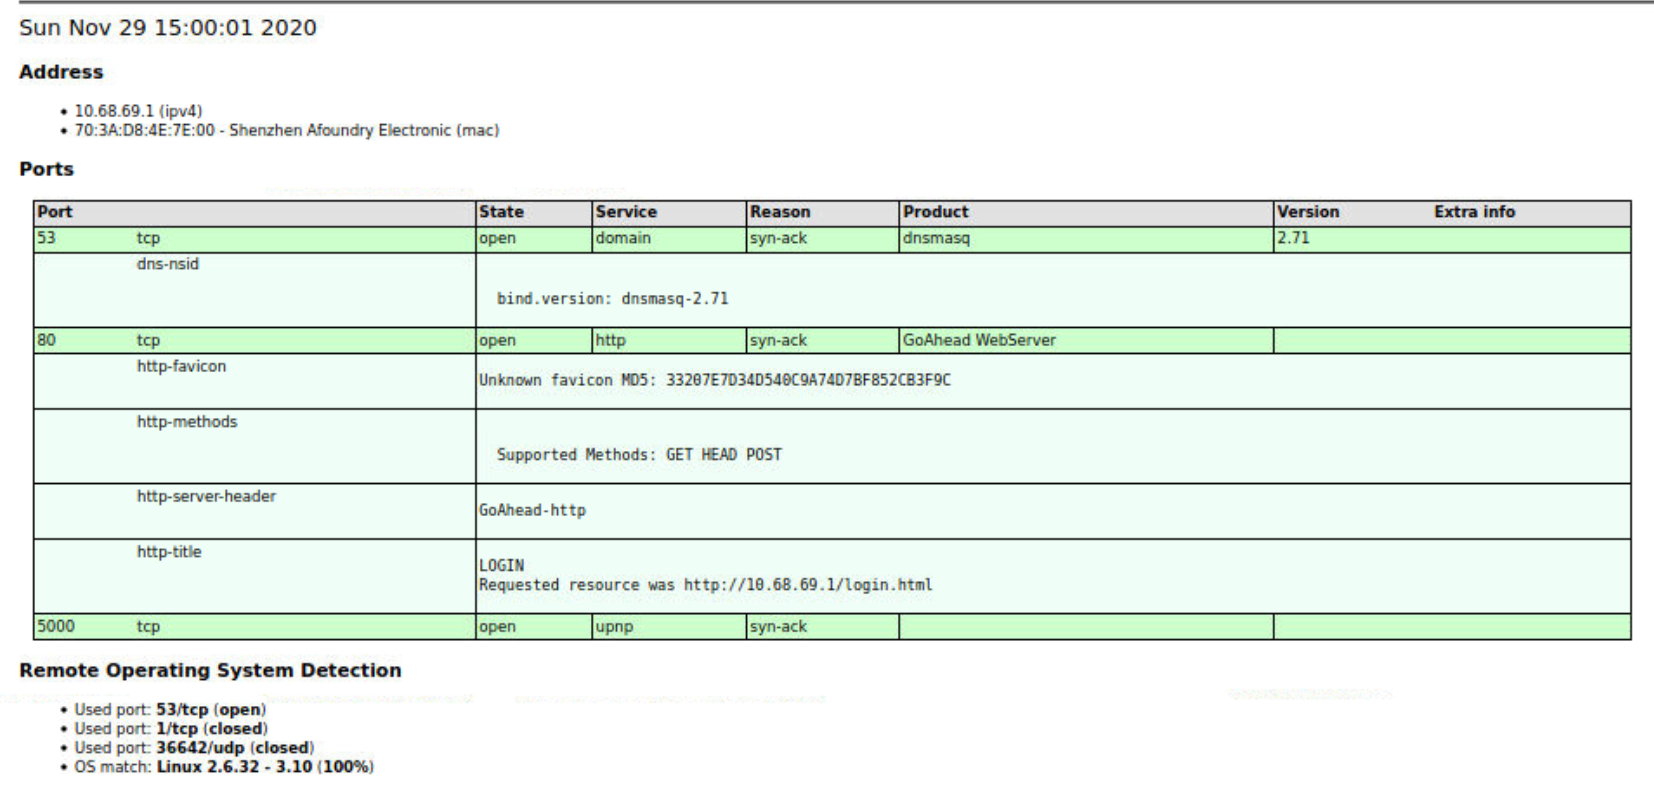 Sun Nov 29 15:00:01 2020
Address
• 10.68.69.1 (ipv4)
• 70:3A:D8:4E:7E:00 - Shenzhen Afoundry Electronic (mac)
Ports
Port State Service Reason Product Version Extra info
53 tcp open domain syn-ack dnsmasq 2.71
dns-nsid
bind.version: dnsmasq-2.71
80 tcp open http syn-ack GoAhead WebServer
http-favicon
Unknown favicon MD5: 33207E7D34D540C9A74D7BF852CB3F9C
http-methods
Supported Methods: GET HEAD POST
http-server-header
GoAhead-http
http-title
LOGIN
Requested resource was http://10.68.69.1/login.html
5000 tcp open upnp syn-ack
Remote Operating System Detection
• Used port: 53/tcp (open)
• Used port: 1/tcp (closed)
• Used port: 36642/udp (closed)
• OS match: Linux 2.6.32 - 3.10 (100%)